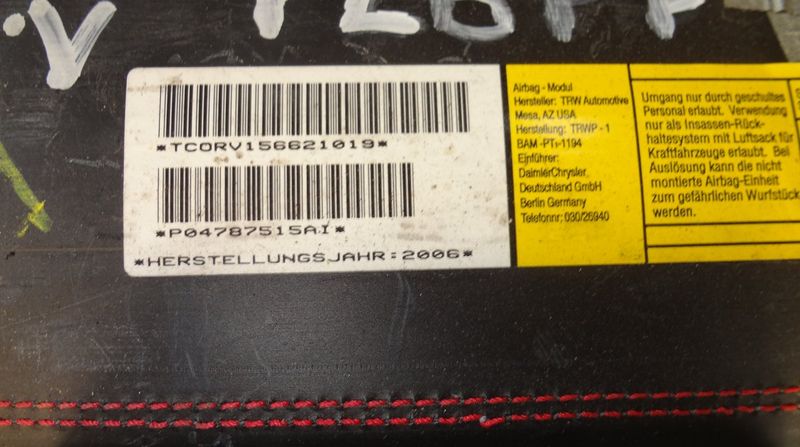 *TCORV156621019*
*P04787515AI*
*HERSTELLUNGSJAHR:2006*
Airbag - Modul
Hersteller: TRW Automotive
Mesa, AZ USA
Herstellung: TRWP - 1
BAM -PT1-1194
Einführer:
DaimlerChrysler
Deutschland GmbH
Berlin Germany
Telefonnr: 030/26940
Umgang nur durch geschultes
Personal erlaubt. Verwendung
nur als Insassen-Rück-
haltesystem mit Luftsack für
Kraftfahrzeuge erlaubt. Bei
Auslösung kann die nicht
montierte Airbag-Einheit
zum gefährlichen Wurfstück
werden.